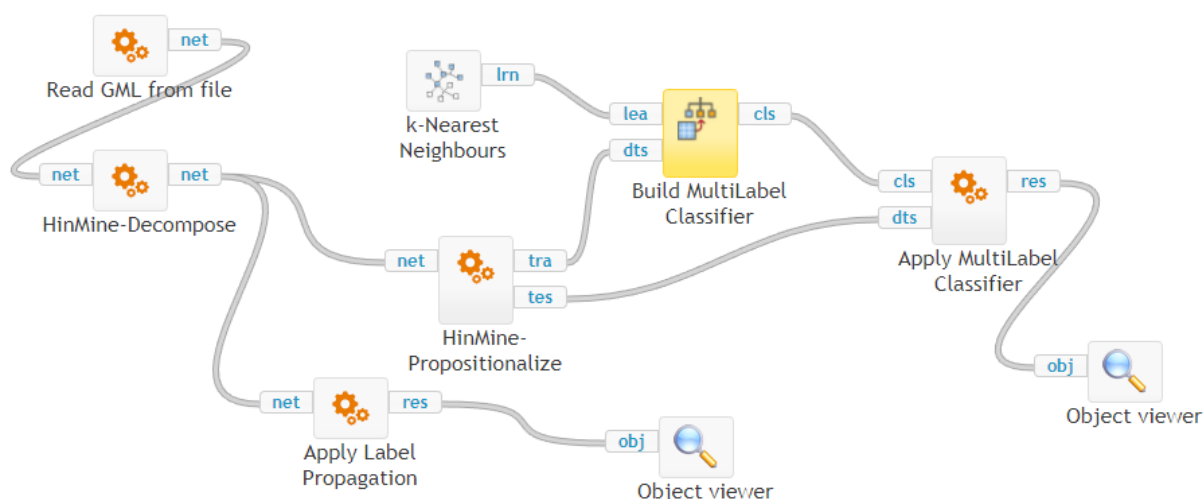 net
Read GML from file
lrn
k-Nearest
Neighbours
lea
cls
dts
Build MultiLabel
Classifier
net
net
HinMine-Decompose
cls
res
dts
Apply MultiLabel
Classifier
net
tra
tes
HinMine-
Propositionalize
obj
Object viewer
net
res
Apply Label
Propagation
obj
Object viewer